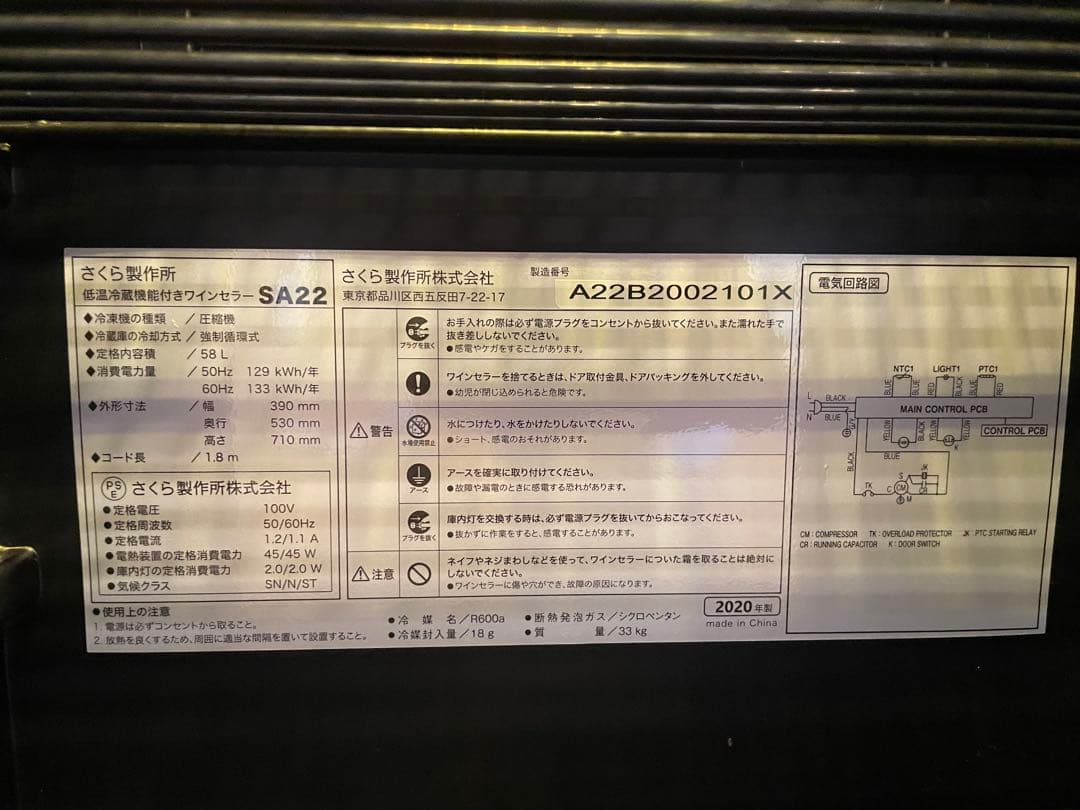 さくら製作所
低温冷蔵機能付きワインセラー SA22
◆冷凍機の種類 ／圧縮機
◆冷蔵庫の冷却方式／強制循環式
◆定格内容積 ／58 L
◆消費電力量 ／50Hz 129 kWh/年
60Hz 133 kWh/年
◆外形寸法 ／幅 390 mm
奥行 530 mm
高さ 710 mm
◆コード長 ／1.8 m
PSE さくら製作所株式会社
●定格電圧 100V
●定格周波数 50/60Hz
●定格電流 1.2/1.1 A
●電熱装置の定格消費電力 45/45 W
●庫内灯の定格消費電力 2.0/2.0 W
●気候クラス SN/N/ST
●使用上の注意
1. 電源は必ずコンセントから取ること。
2. 放熱を良くするため、周囲に適当な間隔を置いて設置すること。
さくら製作所株式会社
東京都品川区西五反田7-22-17
製造番号
A22B2002101X
警告
プラグを抜く
お手入れの際は必ず電源プラグをコンセントから抜いてください。また濡れた手で
抜き差ししないでください。
●感電やケガをすることがあります。
ワインセラーを捨てるときは、ドア取付金具、ドアパッキングを外してください。
●幼児が閉じ込められると危険です。
水場使用禁止
水につけたり、水をかけたりしないでください。
●ショート、感電のおそれがあります。
アース
アースを確実に取り付けてください。
●故障や漏電のときに感電する恐れがあります。
プラグを抜く
庫内灯を交換する時は、必ず電源プラグを抜いてからおこなってください。
●抜かずに作業をすると、感電することがあります。
注意
ネイフやネジまわしなどを使って、ワインセラーについた霜を取ることは絶対に
しないでください。
●ワインセラーに傷や穴ができ、故障の原因になります。
●冷 媒 名／R600a
●断熱発泡ガス／シクロペンタン
●冷媒封入量／18 g
●質 量／33 kg
2020 年製
made in China
電気回路図
NTC1 LIGHT1 PTC1
BLUE BLUE RED BLACK RED
L BLACK
N BLUE
G/Y
MAIN CONTROL PCB
CONTROL PCB
YELLOW BLACK YELLOW
K
BLUE
BLACK
TK
S
JK
C CM
CR
M
CM : COMPRESSOR TK : OVERLOAD PROTECTOR JK : PTC STARTING RELAY
CR : RUNNING CAPACITOR K : DOOR SWITCH